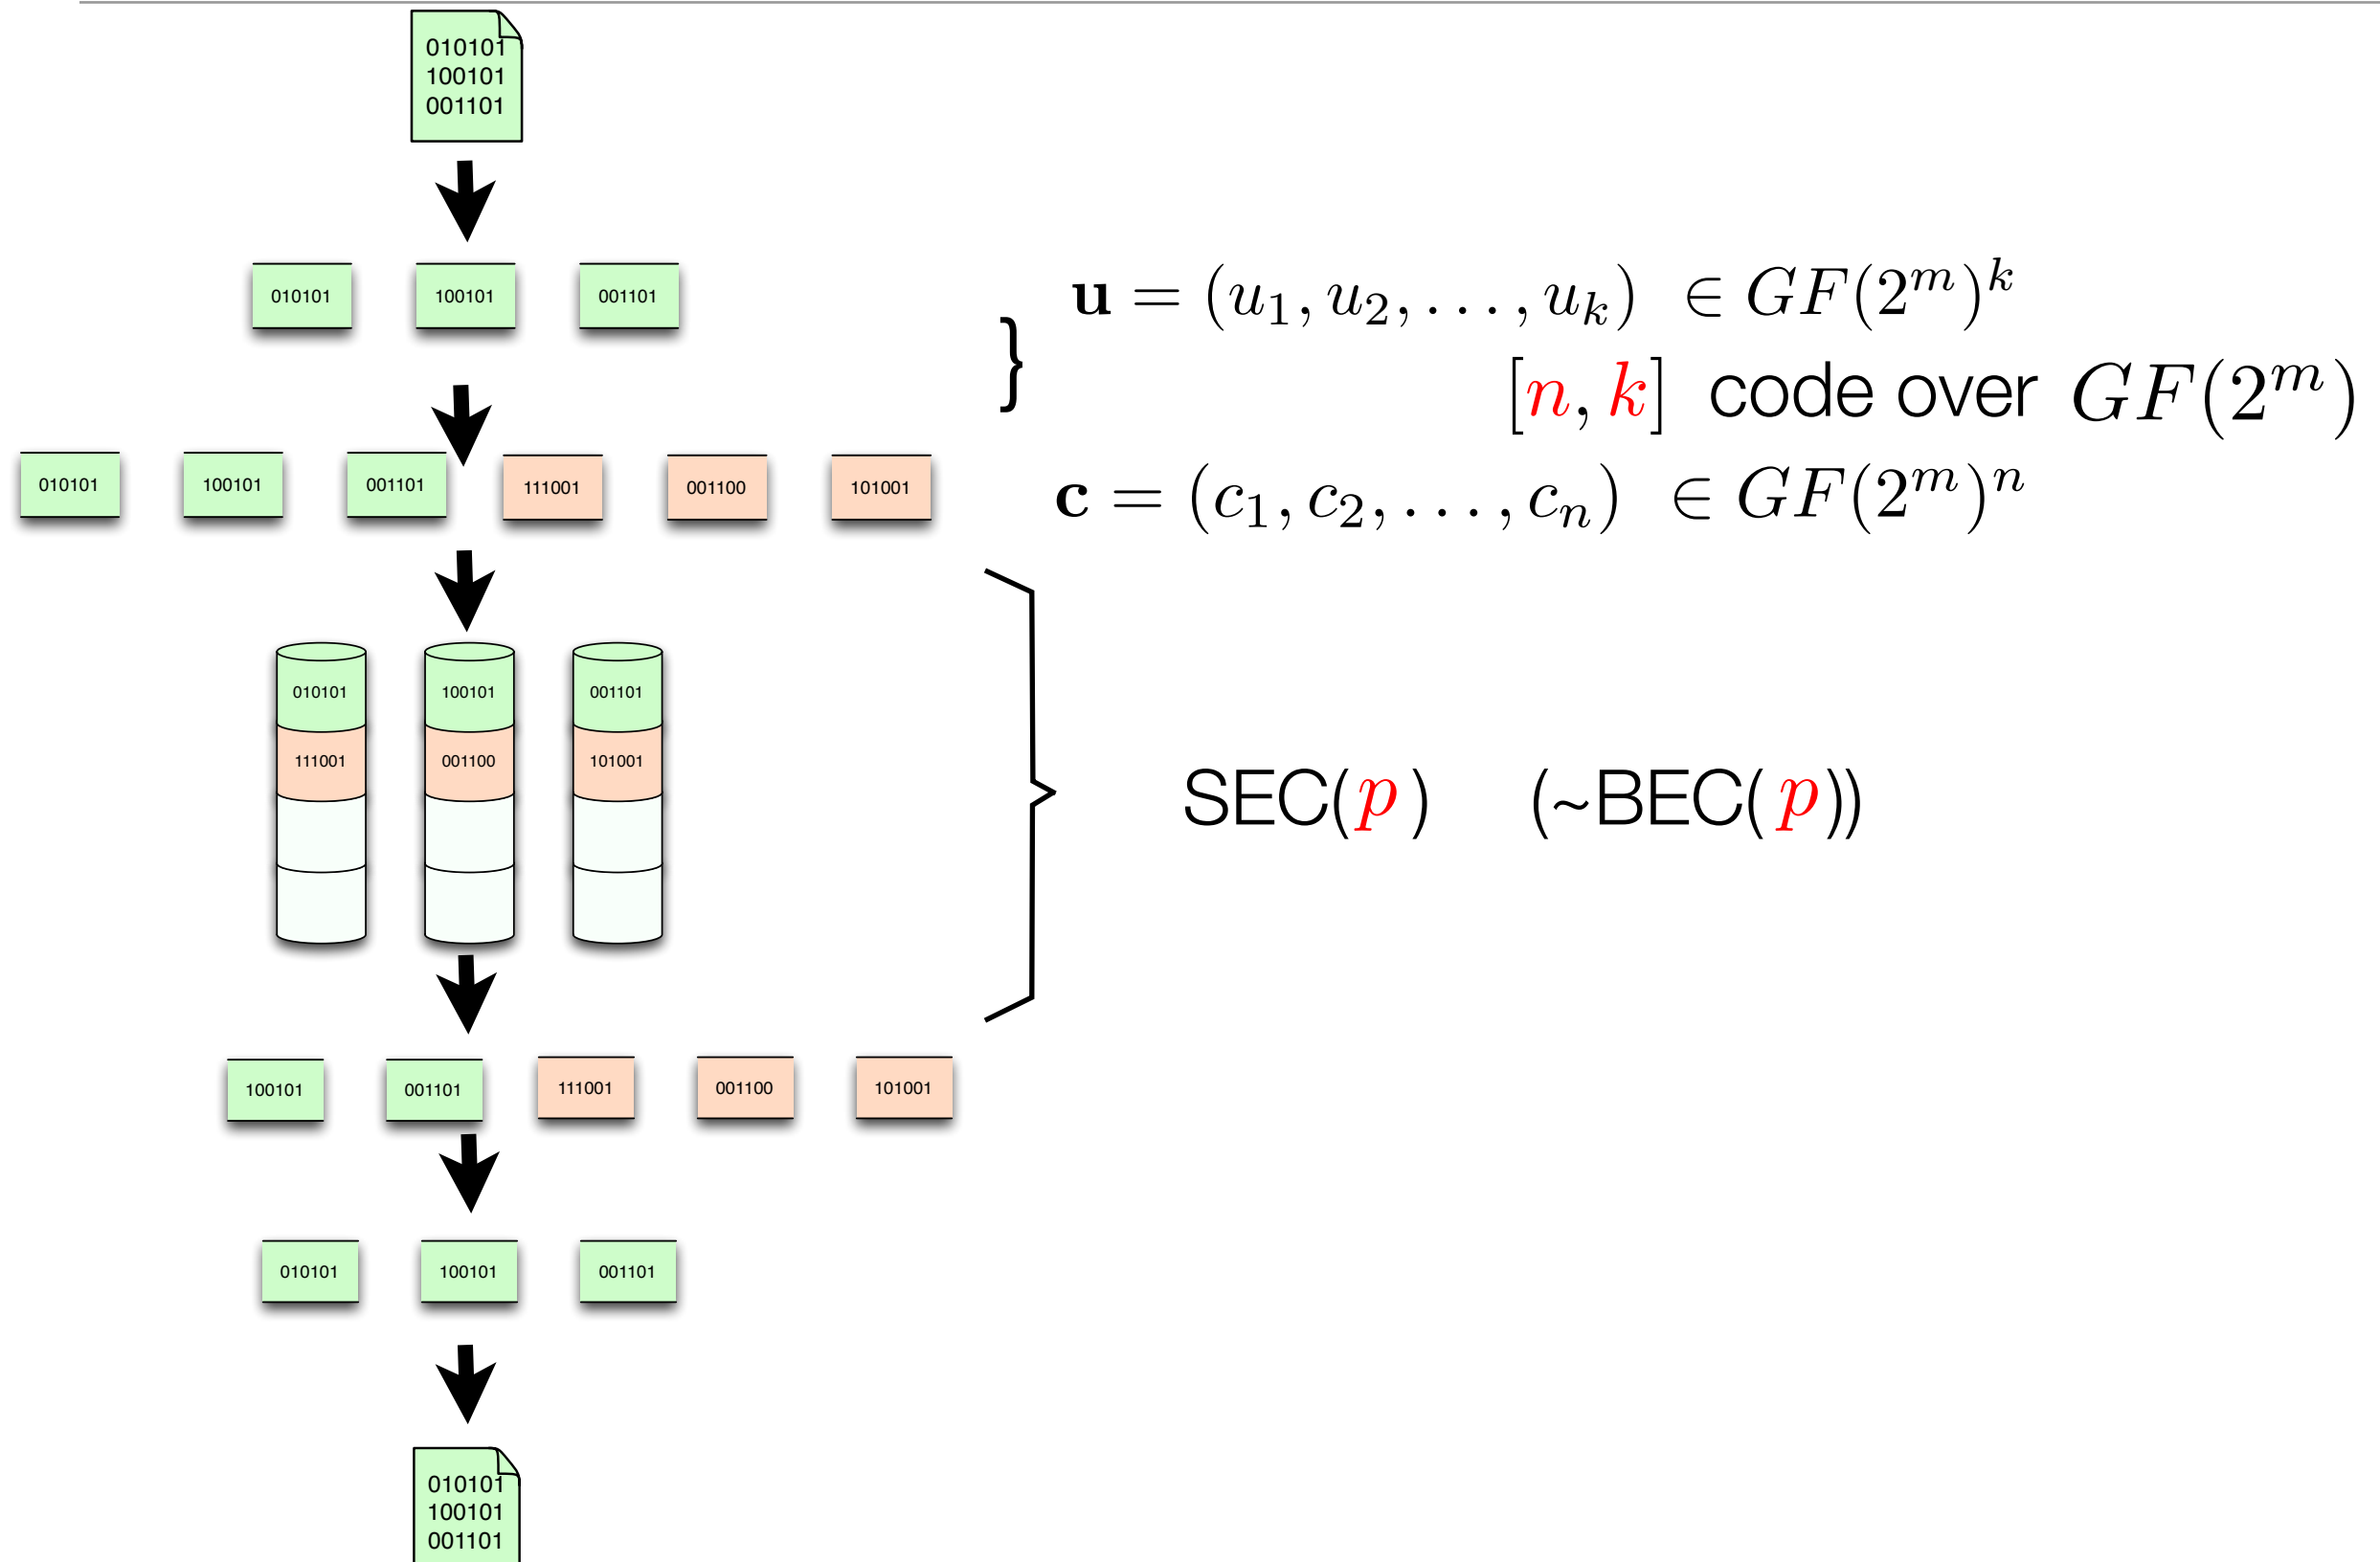 010101
100101
001101
010101 100101 001101
u = (u_1, u_2, . . . , u_k) ∈ GF(2^m)^k
} [n, k] code over GF(2^m)
010101 100101 001101 111001 001100 101001
c = (c_1, c_2, . . . , c_n) ∈ GF(2^m)^n
010101 100101 001101
111001 001100 101001
SEC(p) (~BEC(p))
100101 001101 111001 001100 101001
010101 100101 001101
010101
100101
001101